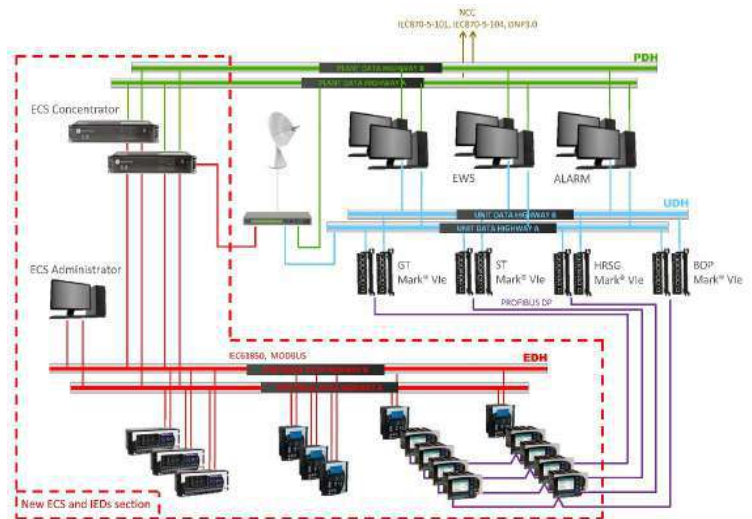 NCC
IEC870-5-101, IEC870-5-104, DNP3.0
PDH
PLANT DATA HIGHWAY B
PLANT DATA HIGHWAY A
ECS Concentrator
EWS
ALARM
UDH
UNIT DATA HIGHWAY B
UNIT DATA HIGHWAY A
GT
Mark® VIe
ST
Mark® VIe
HRSG
Mark® VIe
BOP
Mark® VIe
ECS Administrator
PROFIBUS DP
IEC61850, MODBUS
EDH
New ECS and IEDs section